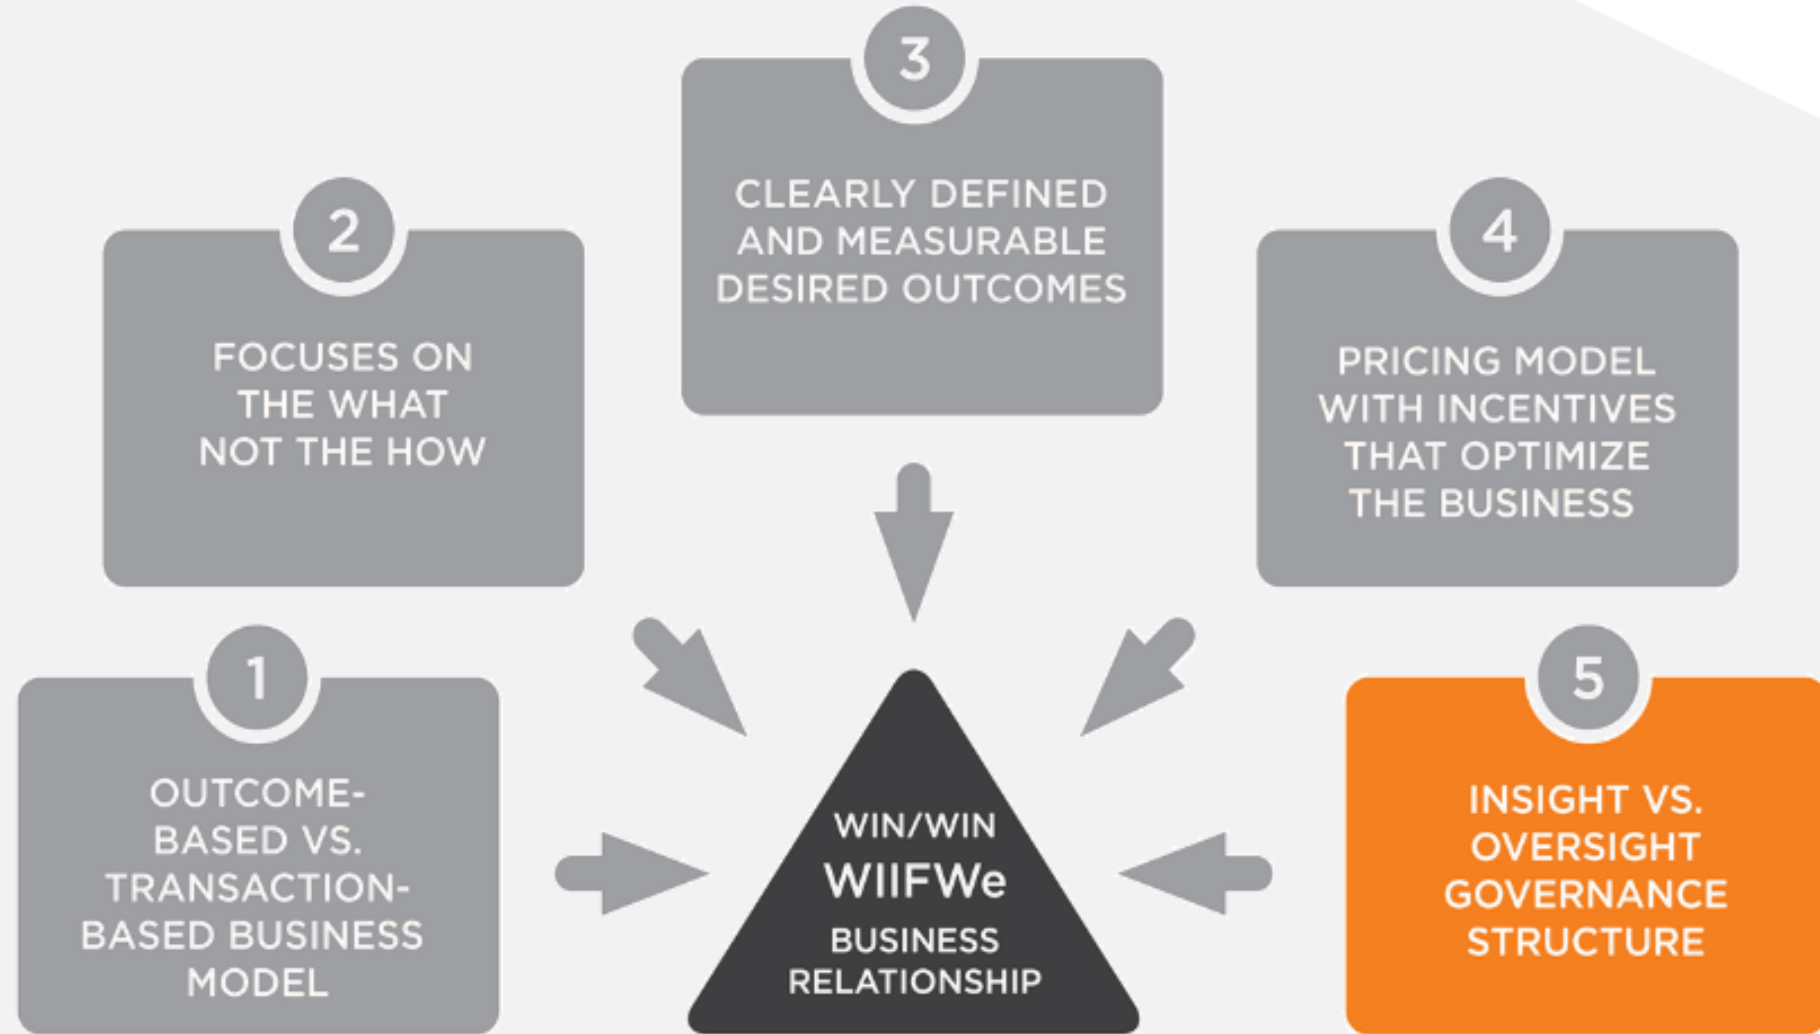 1
OUTCOME-
BASED VS.
TRANSACTION-
BASED BUSINESS
MODEL
2
FOCUSES ON
THE WHAT
NOT THE HOW
3
CLEARLY DEFINED
AND MEASURABLE
DESIRED OUTCOMES
4
PRICING MODEL
WITH INCENTIVES
THAT OPTIMIZE
THE BUSINESS
5
INSIGHT VS.
OVERSIGHT
GOVERNANCE
STRUCTURE
WIN/WIN
WIIFWe
BUSINESS
RELATIONSHIP